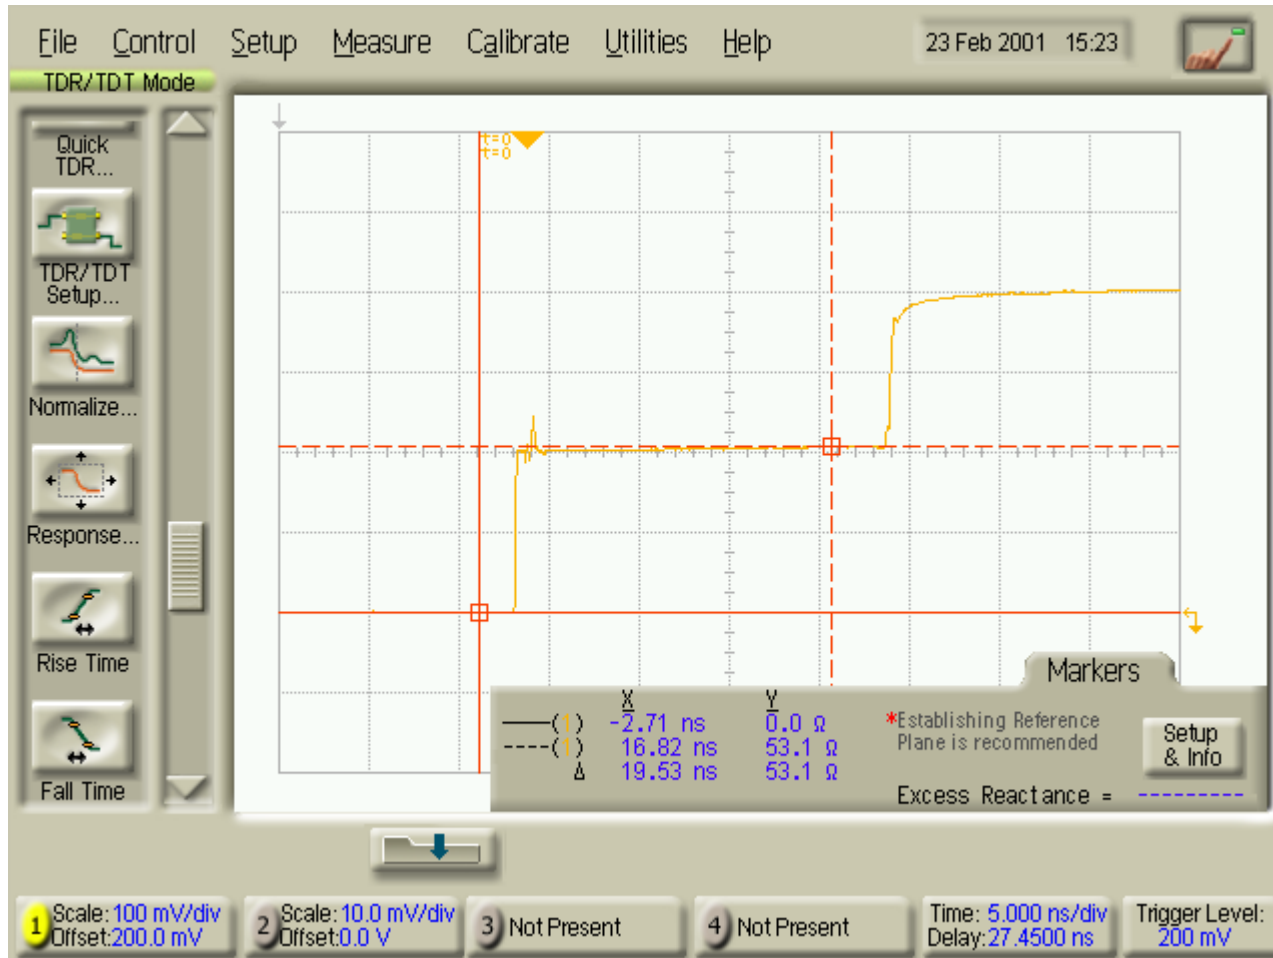 File Control Setup Measure Calibrate Utilities Help 23 Feb 2001 15:23
TDR/TDT Mode
Quick
TDR...
TDR/TDT
Setup...
Normalize...
Response...
Rise Time
Fall Time
t=0
t=0
Markers
X Y
(1) -2.71 ns 0.0 Ω
(1) 16.82 ns 53.1 Ω
Δ 19.53 ns 53.1 Ω
*Establishing Reference
Plane is recommended
Setup
& Info
Excess Reactance = ---------
1 Scale: 100 mV/div
Offset:200.0 mV
2 Scale: 10.0 mV/div
Offset:0.0 V
3 Not Present
4 Not Present
Time: 5.000 ns/div
Delay:27.4500 ns
Trigger Level:
200 mV